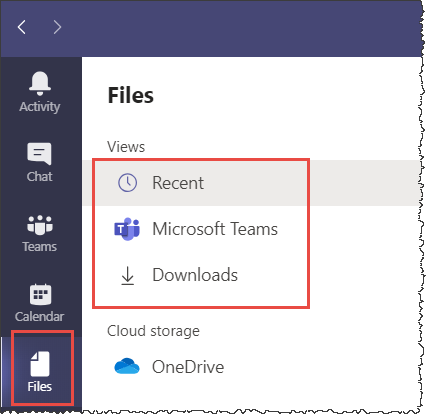 Activity
Chat
Teams
Calendar
Files
Files
Views
Recent
Microsoft Teams
Downloads
Cloud storage
OneDrive